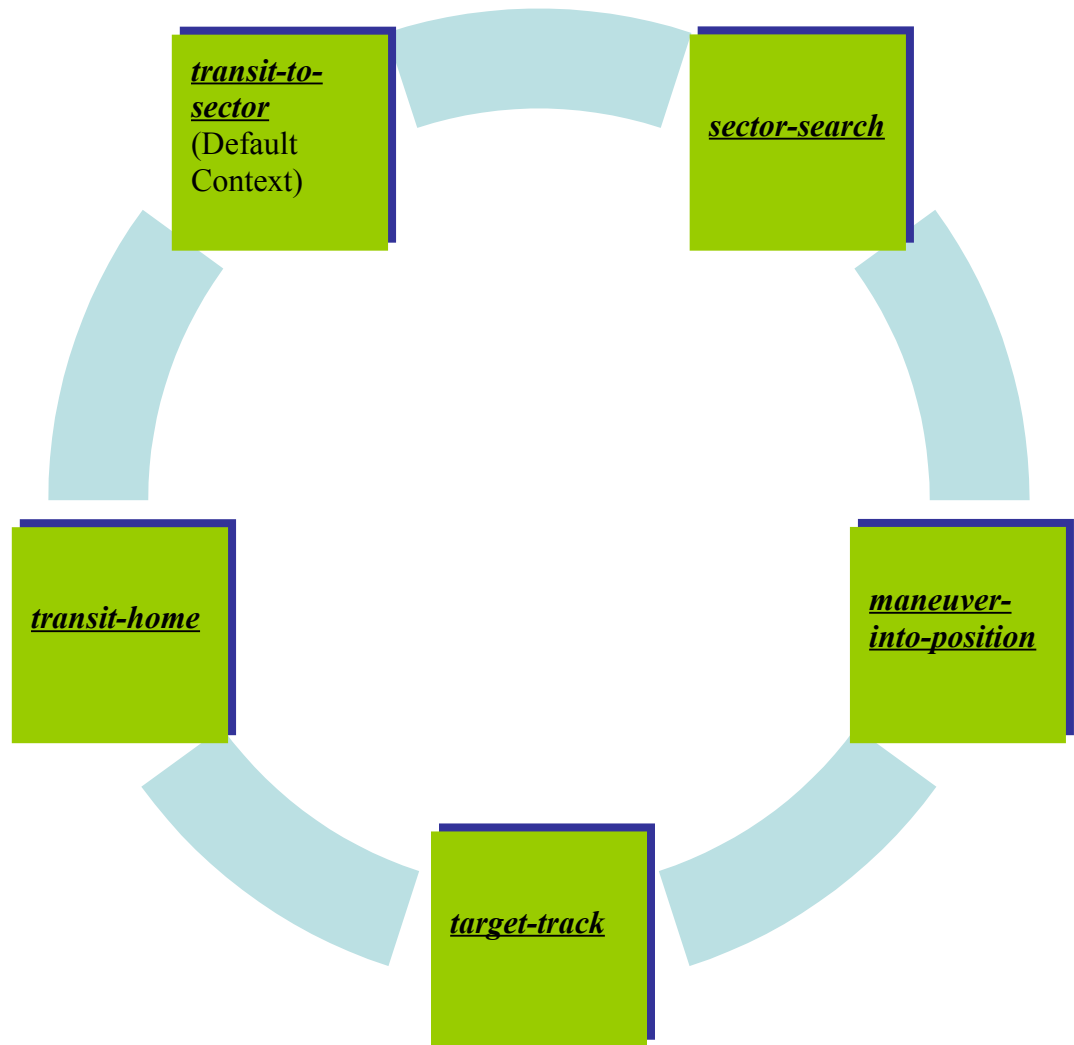 transit-to-
sector
(Default
Context)
sector-search
maneuver-
into-position
target-track
transit-home